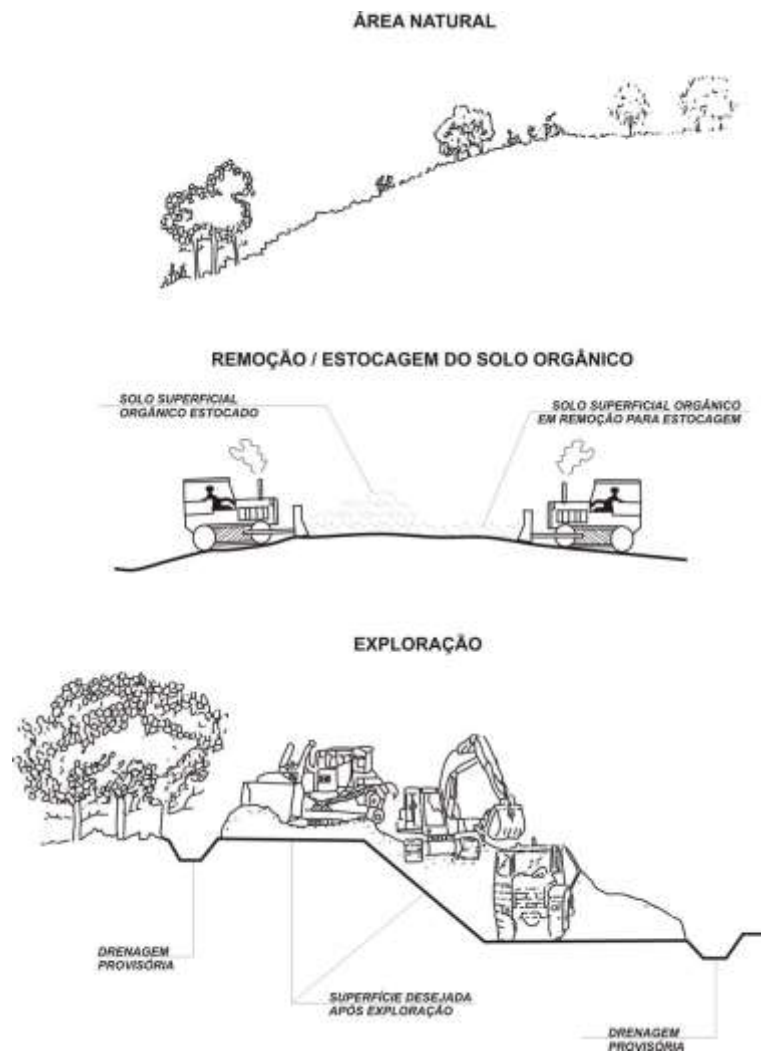 ÁREA NATURAL
REMOÇÃO / ESTOCAGEM DO SOLO ORGÂNICO
SOLO SUPERFICIAL
ORGÂNICO ESTOCADO
SOLO SUPERFICIAL ORGÂNICO
EM REMOÇÃO PARA ESTOCAGEM
EXPLORAÇÃO
DRENAGEM
PROVISÓRIA
SUPERFÍCIE DESEJADA
APÓS EXPLORAÇÃO
DRENAGEM
PROVISÓRIA